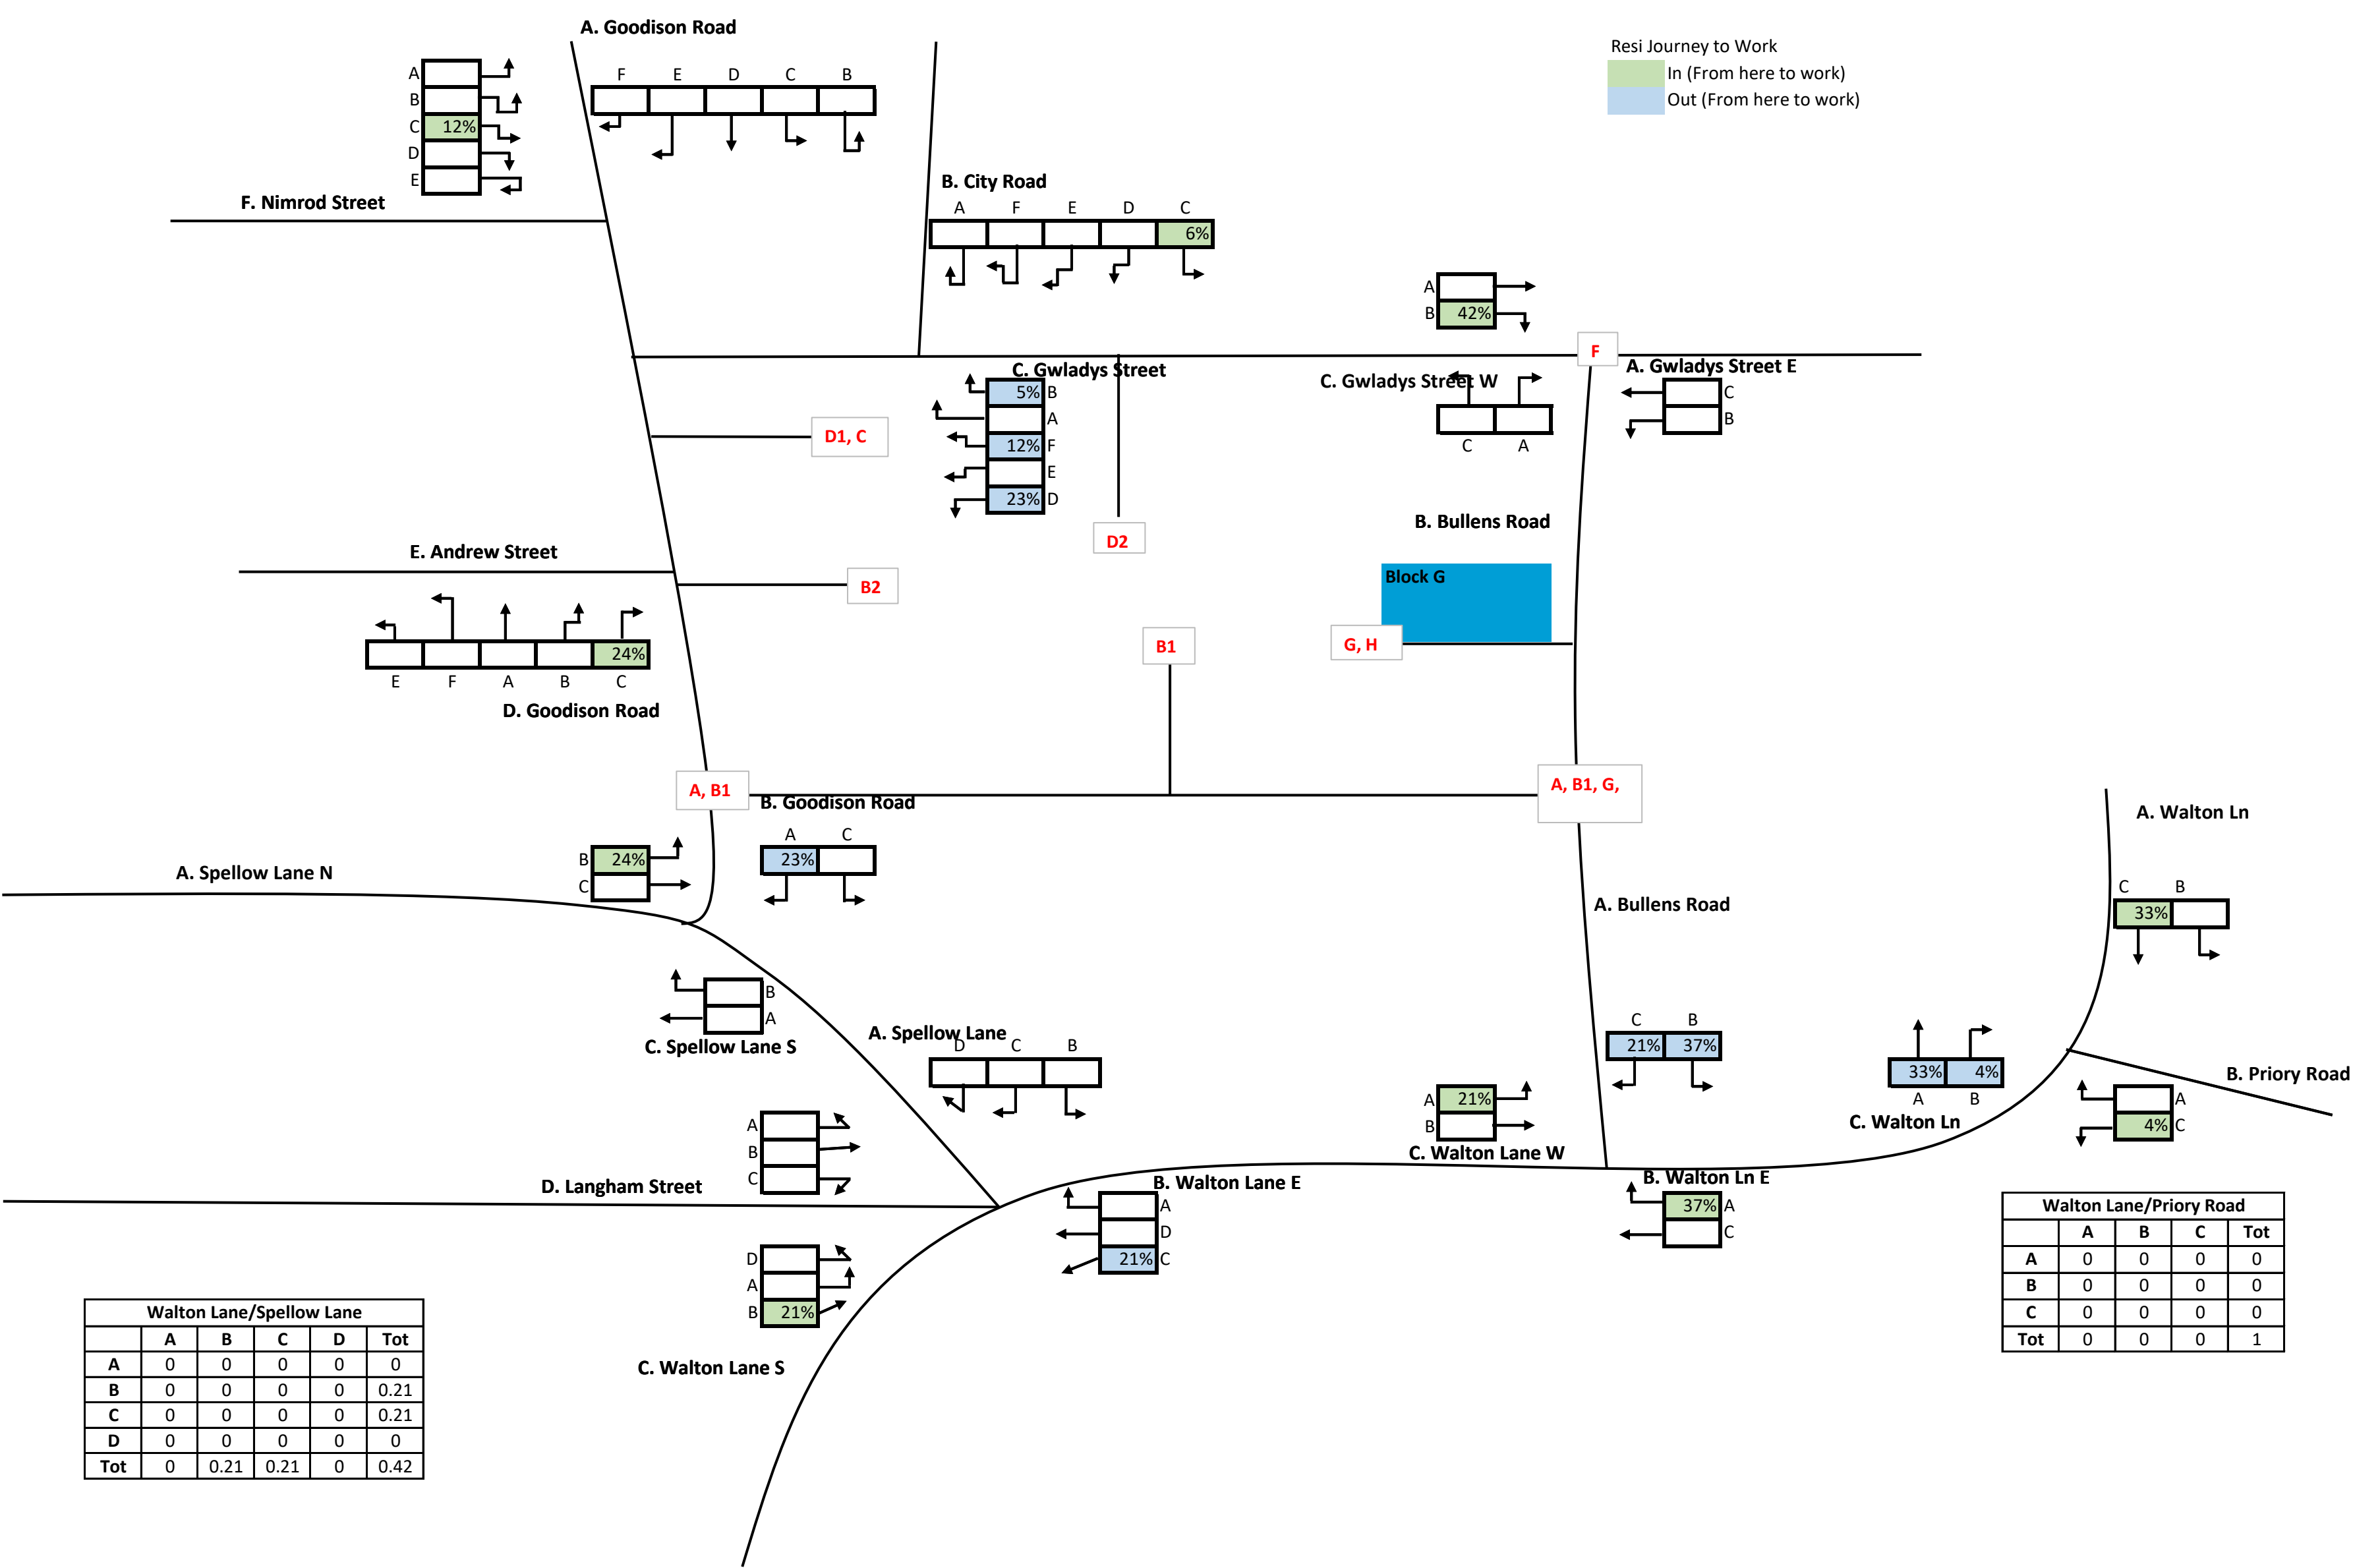 A. Goodison Road
Resi Journey to Work
In (From here to work)
Out (From here to work)
F E D C B
A
B
C 12%
D
E
F. Nimrod Street
B. City Road
A F E D C
6%
A
B 42%
F
C. Gwladys Street
A. Gwladys Street E
C. Gwladys Street W
5% B
A
12% F
E
23% D
C
B
C A
D1, C
D2
B. Bullens Road
E. Andrew Street
B2
Block G
24%
E F A B C
D. Goodison Road
B1
G, H
A, B1
B. Goodison Road
A, B1, G,
A. Walton Ln
A C
23%
B 24%
C
A. Spellow Lane N
A. Bullens Road
C B
33%
B
A
C. Spellow Lane S
A. Spellow Lane
D C B
C B
21% 37%
33% 4%
A B
B. Priory Road
A 21%
B
C. Walton Lane W
C. Walton Ln
A
4% C
A
B
C
D. Langham Street
B. Walton Lane E
A
D
21% C
B. Walton Ln E
37% A
C
D
A
B 21%
C. Walton Lane S
Walton Lane/Priory Road
A B C Tot
A 0 0 0 0
B 0 0 0 0
C 0 0 0 0
Tot 0 0 0 1
Walton Lane/Spellow Lane
A B C D Tot
A 0 0 0 0 0
B 0 0 0 0 0.21
C 0 0 0 0 0.21
D 0 0 0 0 0
Tot 0 0.21 0.21 0 0.42